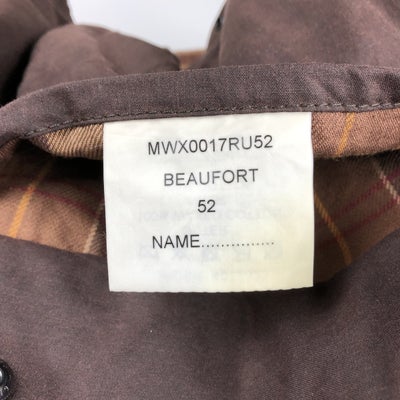 MWX0017RU52
BEAUFORT
52
NAME...............